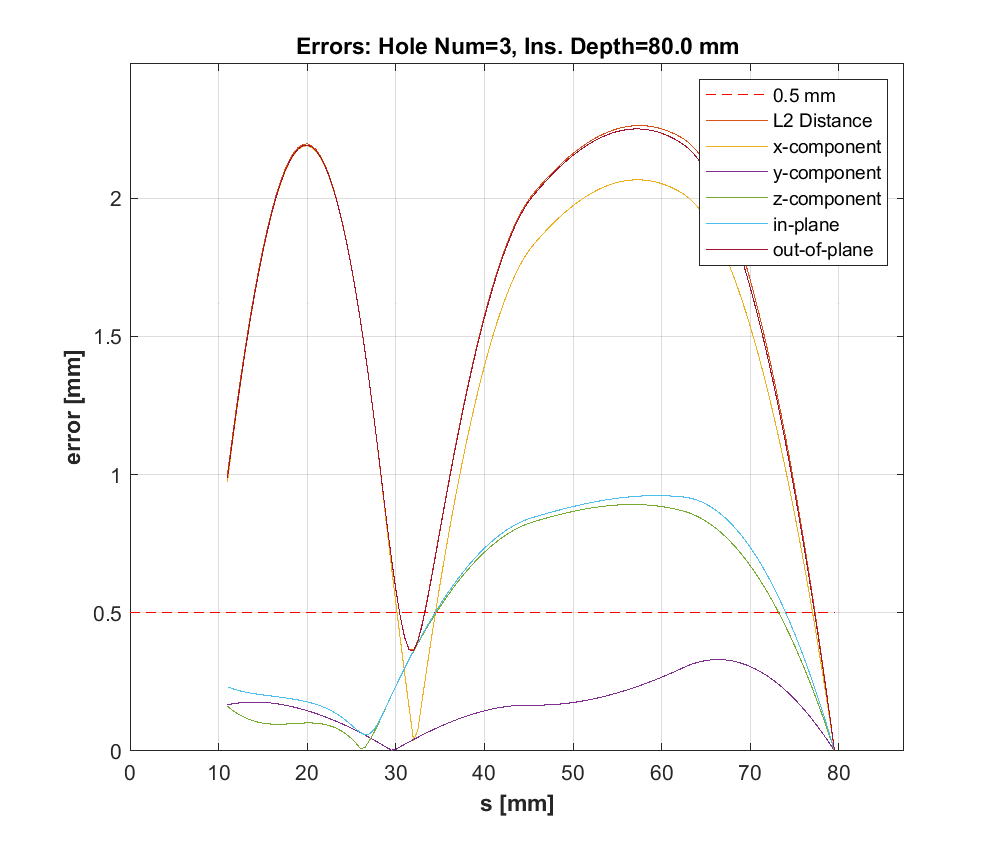 Errors: Hole Num=3, Ins. Depth=80.0 mm
0.5 mm
L2 Distance
x-component
y-component
z-component
in-plane
out-of-plane
2
1.5
1
0.5
0
error [mm]
0 10 20 30 40 50 60 70 80
s [mm]